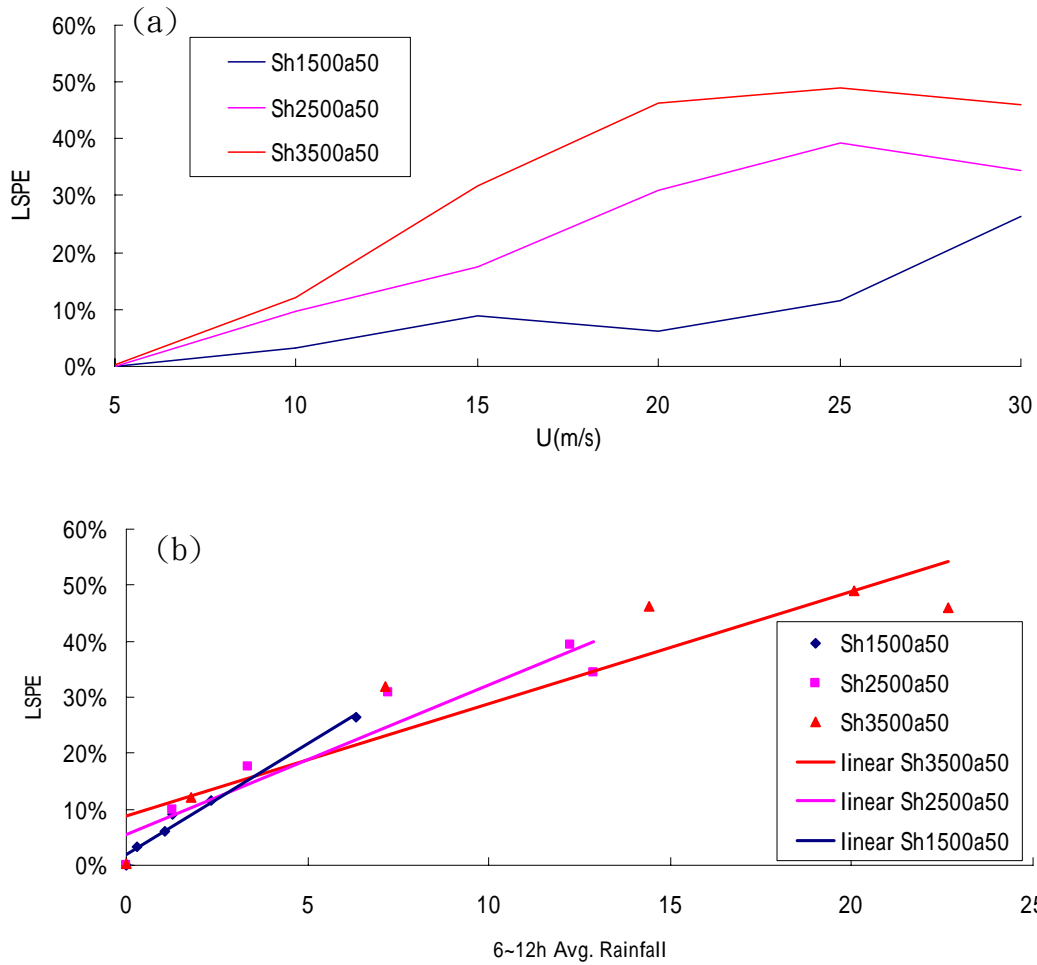 (a)
60%
50%
40%
30%
20%
10%
0%
LSPE
Sh1500a50
Sh2500a50
Sh3500a50
5
10
15
20
25
30
U(m/s)
(b)
60%
50%
40%
30%
20%
10%
0%
LSPE
Sh1500a50
Sh2500a50
Sh3500a50
linear Sh3500a50
linear Sh2500a50
linear Sh1500a50
0
5
10
15
20
25
6~12h Avg. Rainfall